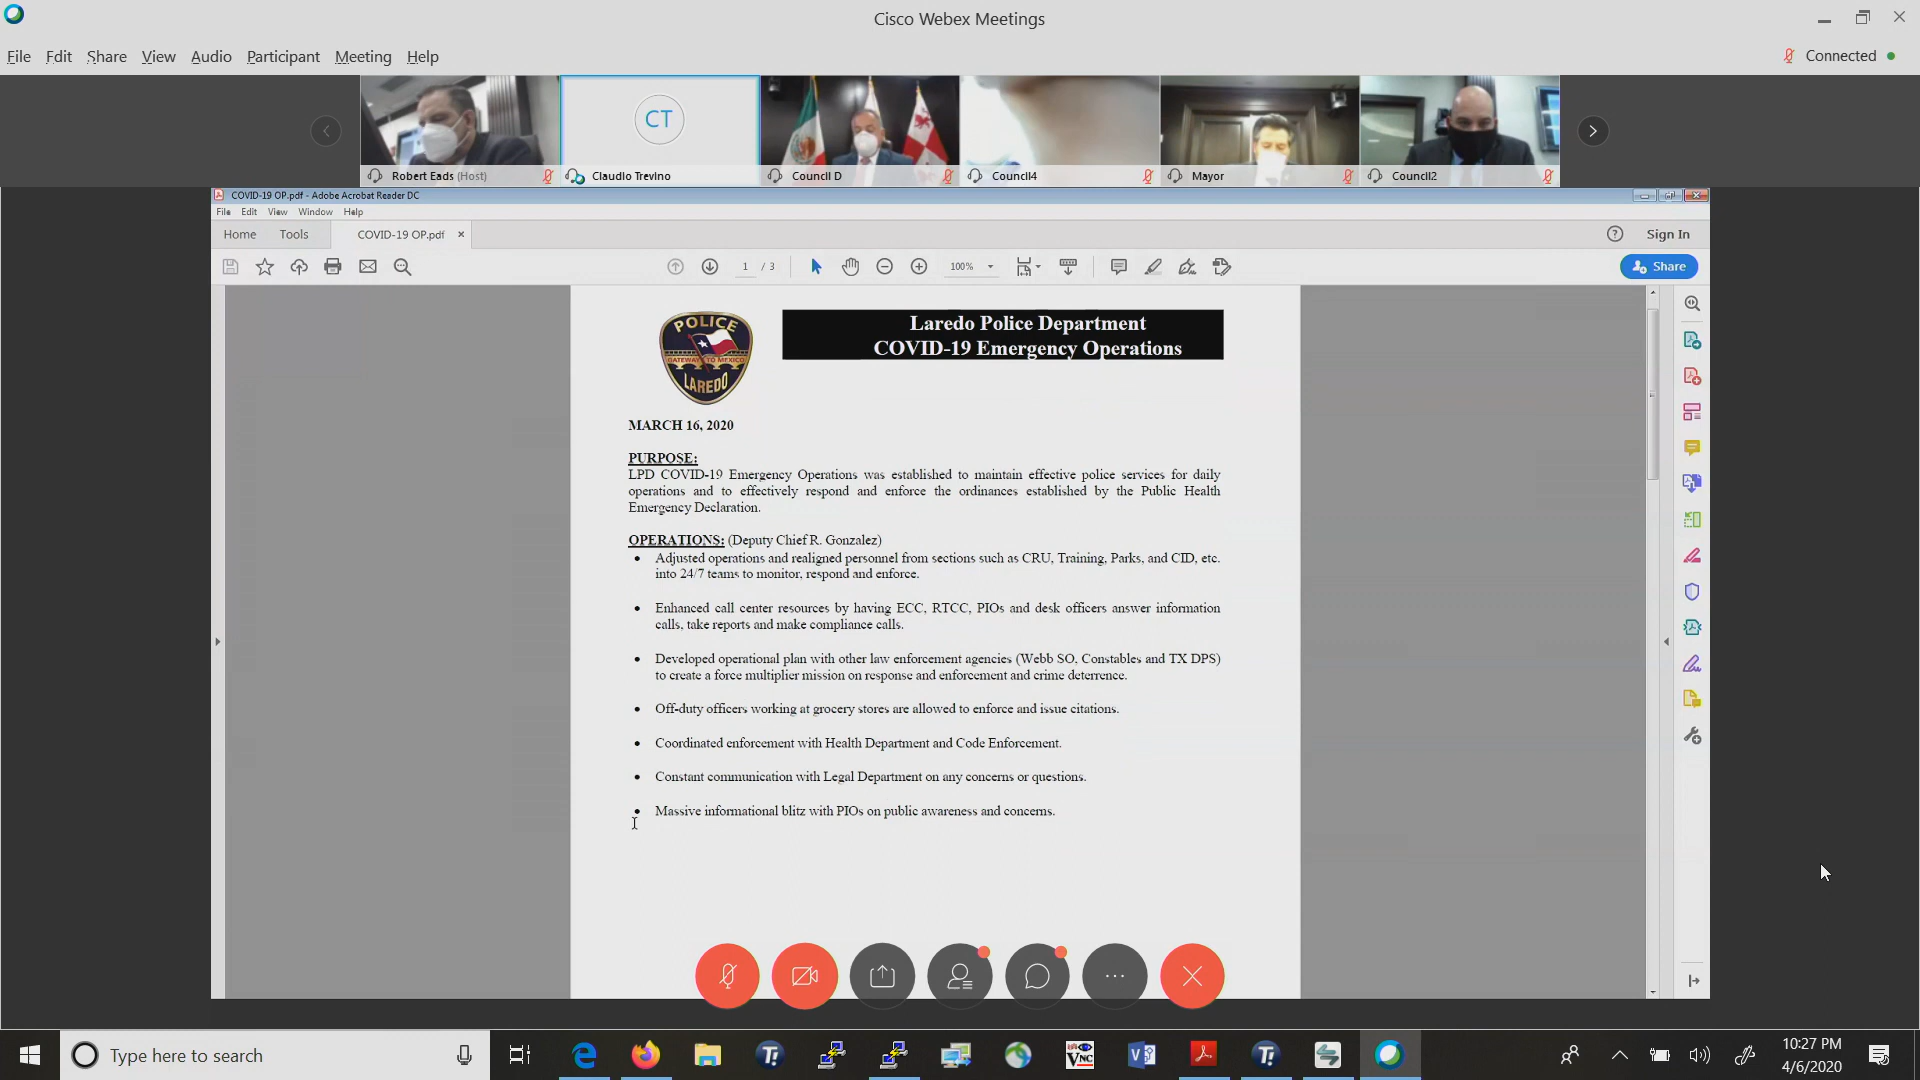 Cisco Webex Meetings
File Edit Share View Audio Participant Meeting Help
Connected
CT
Robert Eads (Host)
Claudio Trevino
Council D
Council4
Mayor
Council2
COVID-19 OP.pdf - Adobe Acrobat Reader DC
File Edit View Window Help
Home Tools COVID-19 OP.pdf × Sign In
1 / 3 100% Share
POLICE
GATEWAY TO MEXICO
LAREDO
Laredo Police Department
COVID-19 Emergency Operations
MARCH 16, 2020
PURPOSE:
LPD COVID-19 Emergency Operations was established to maintain effective police services for daily
operations and to effectively respond and enforce the ordinances established by the Public Health
Emergency Declaration.
OPERATIONS: (Deputy Chief R. Gonzalez)
• Adjusted operations and realigned personnel from sections such as CRU, Training, Parks, and CID, etc.
into 24/7 teams to monitor, respond and enforce.
• Enhanced call center resources by having ECC, RTCC, PIOs and desk officers answer information
calls, take reports and make compliance calls.
• Developed operational plan with other law enforcement agencies (Webb SO, Constables and TX DPS)
to create a force multiplier mission on response and enforcement and crime deterrence.
• Off-duty officers working at grocery stores are allowed to enforce and issue citations.
• Coordinated enforcement with Health Department and Code Enforcement.
• Constant communication with Legal Department on any concerns or questions.
• Massive informational blitz with PIOs on public awareness and concerns.
Type here to search
VNC
10:27 PM
4/6/2020